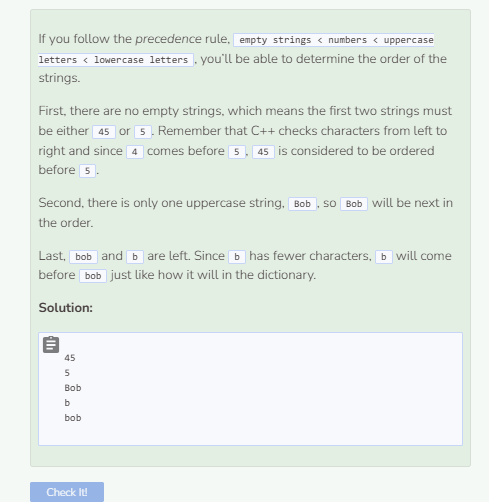 If you follow the precedence rule, empty strings < numbers < uppercase
letters < lowercase letters, you'll be able to determine the order of the
strings.
First, there are no empty strings, which means the first two strings must
be either 45 or 5. Remember that C++ checks characters from left to
right and since 4 comes before 5, 45 is considered to be ordered
before 5.
Second, there is only one uppercase string, Bob, so Bob will be next in
the order.
Last, bob and b are left. Since b has fewer characters, b will come
before bob just like how it will in the dictionary.
Solution:
45
5
Bob
b
bob
Check It!